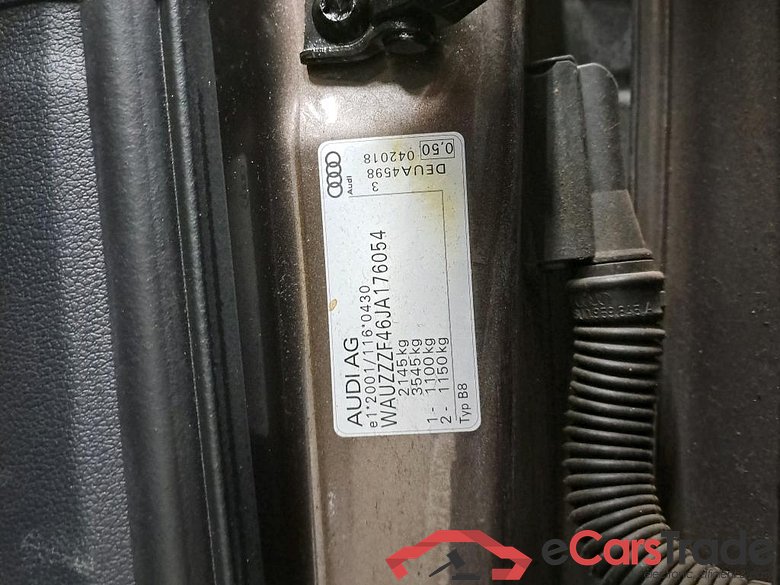 AUDI AG
e1*2001/116*0430
WAUZZZF46JA176054
2145kg
3545kg
1- 1100kg
2- 1150kg
Typ B8
Audi
3
DEUA4598
042018
0,50
eCarsTrade